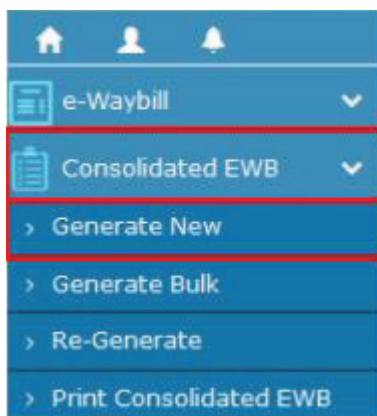 e-Waybill
Consolidated EWB
Generate New
Generate Bulk
Re-Generate
Print Consolidated EWB